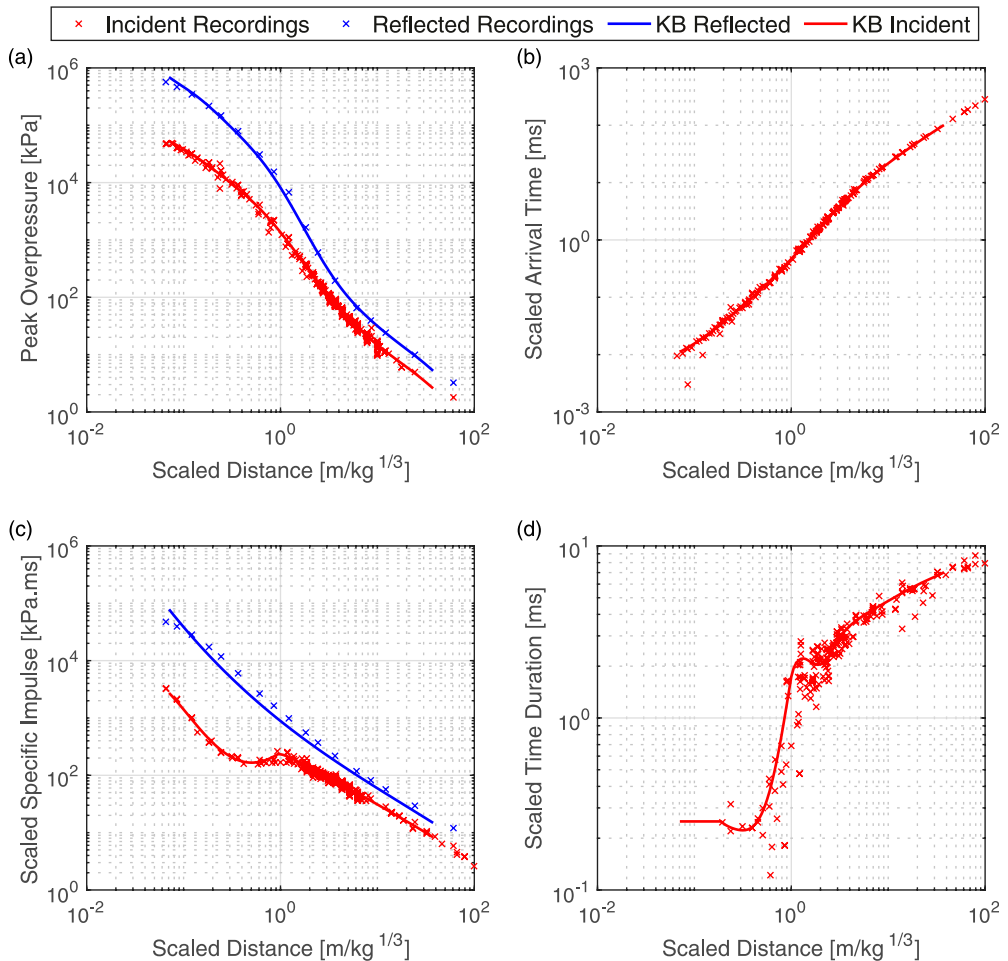 Incident Recordings Reflected Recordings KB Reflected KB Incident
(a)
10^6
10^4
10^2
10^0
Peak Overpressure [kPa]
10^-2 10^0 10^2
Scaled Distance [m/kg^1/3]
(b)
10^3
10^0
10^-3
Scaled Arrival Time [ms]
10^-2 10^0 10^2
Scaled Distance [m/kg^1/3]
(c)
10^6
10^4
10^2
10^0
Scaled Specific Impulse [kPa.ms]
10^-2 10^0 10^2
Scaled Distance [m/kg^1/3]
(d)
10^1
10^0
10^-1
Scaled Time Duration [ms]
10^-2 10^0 10^2
Scaled Distance [m/kg^1/3]